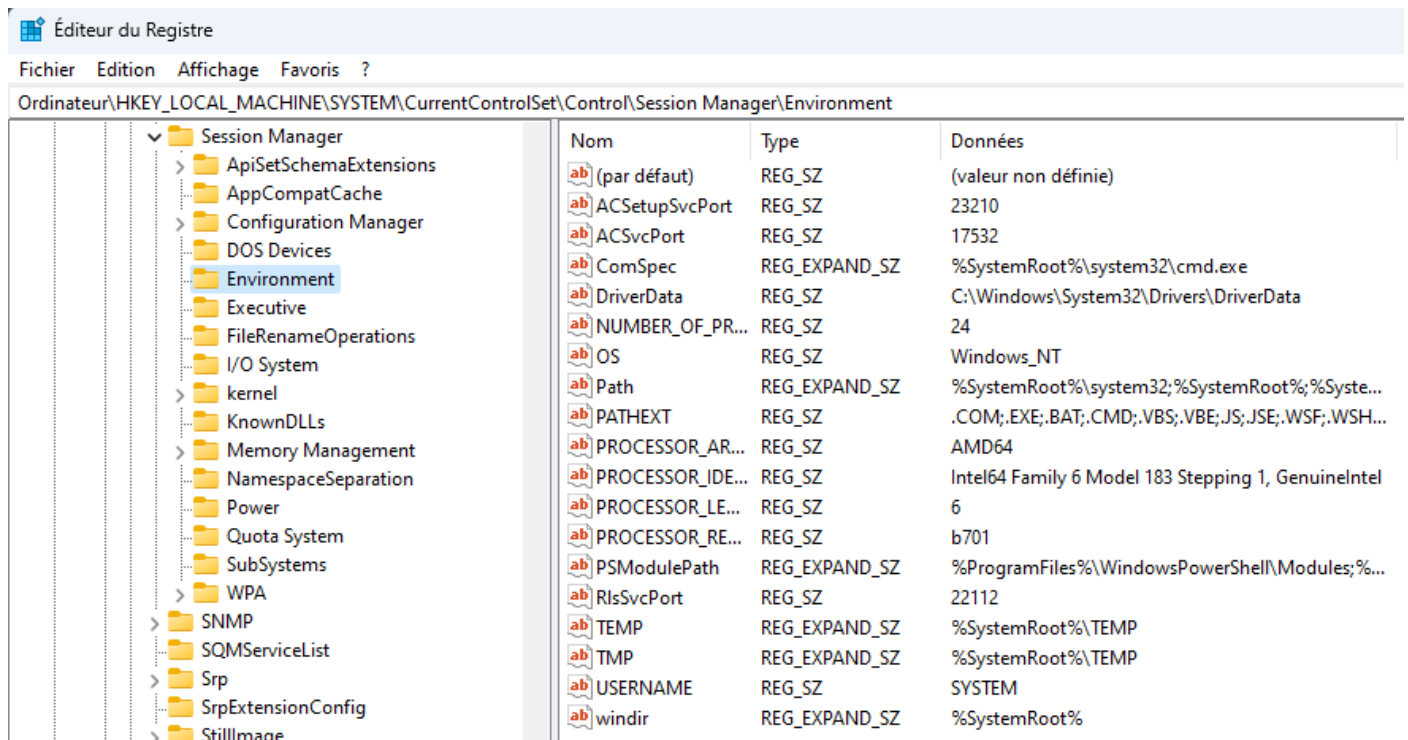 Éditeur du Registre
Fichier Edition Affichage Favoris ?
Ordinateur\HKEY_LOCAL_MACHINE\SYSTEM\CurrentControlSet\Control\Session Manager\Environment
Session Manager
ApiSetSchemaExtensions
AppCompatCache
Configuration Manager
DOS Devices
Environment
Executive
FileRenameOperations
I/O System
kernel
KnownDLLs
Memory Management
NamespaceSeparation
Power
Quota System
SubSystems
WPA
SNMP
SQMServiceList
Srp
SrpExtensionConfig
StillImage
Nom Type Données
(par défaut) REG_SZ (valeur non définie)
ACSetupSvcPort REG_SZ 23210
ACSvcPort REG_SZ 17532
ComSpec REG_EXPAND_SZ %SystemRoot%\system32\cmd.exe
DriverData REG_SZ C:\Windows\System32\Drivers\DriverData
NUMBER_OF_PR... REG_SZ 24
OS REG_SZ Windows_NT
Path REG_EXPAND_SZ %SystemRoot%\system32;%SystemRoot%;%Syste...
PATHEXT REG_SZ .COM;.EXE;.BAT;.CMD;.VBS;.VBE;.JS;.JSE;.WSF;.WSH...
PROCESSOR_AR... REG_SZ AMD64
PROCESSOR_IDE... REG_SZ Intel64 Family 6 Model 183 Stepping 1, GenuineIntel
PROCESSOR_LE... REG_SZ 6
PROCESSOR_RE... REG_SZ b701
PSModulePath REG_EXPAND_SZ %ProgramFiles%\WindowsPowerShell\Modules;%...
RlsSvcPort REG_SZ 22112
TEMP REG_EXPAND_SZ %SystemRoot%\TEMP
TMP REG_EXPAND_SZ %SystemRoot%\TEMP
USERNAME REG_SZ SYSTEM
windir REG_EXPAND_SZ %SystemRoot%